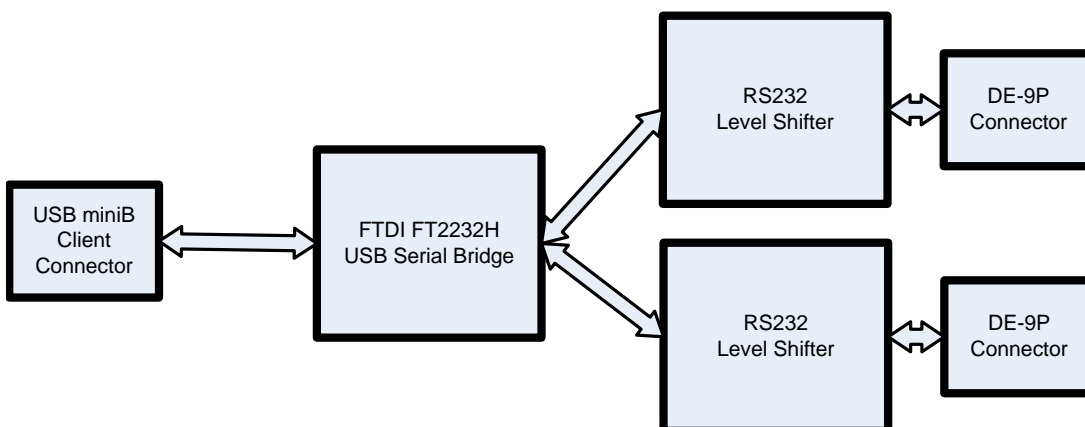 USB miniB
Client
Connector
FTDI FT2232H
USB Serial Bridge
RS232
Level Shifter
DE-9P
Connector
RS232
Level Shifter
DE-9P
Connector